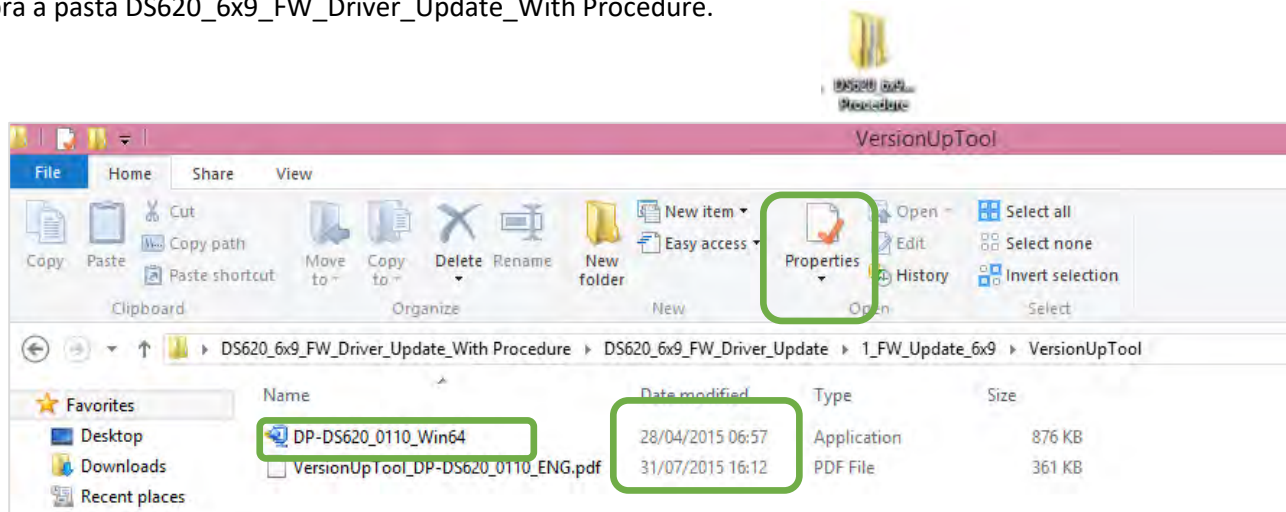 a pasta DS620_6x9_FW_Driver_Update_With Procedure.
DS620_6x9...
Procedure
VersionUpTool
File Home Share View
Copy
Paste
Cut
Copy path
Paste shortcut
Clipboard
Move to
Copy to
Delete
Rename
Organize
New folder
New item
Easy access
New
Properties
Open
Edit
History
Open
Select all
Select none
Invert selection
Select
DS620_6x9_FW_Driver_Update_With Procedure DS620_6x9_FW_Driver_Update 1_FW_Update_6x9 VersionUpTool
Favorites
Desktop
Downloads
Recent places
Name Date modified Type Size
DP-DS620_0110_Win64 28/04/2015 06:57 Application 876 KB
VersionUpTool_DP-DS620_0110_ENG.pdf 31/07/2015 16:12 PDF File 361 KB